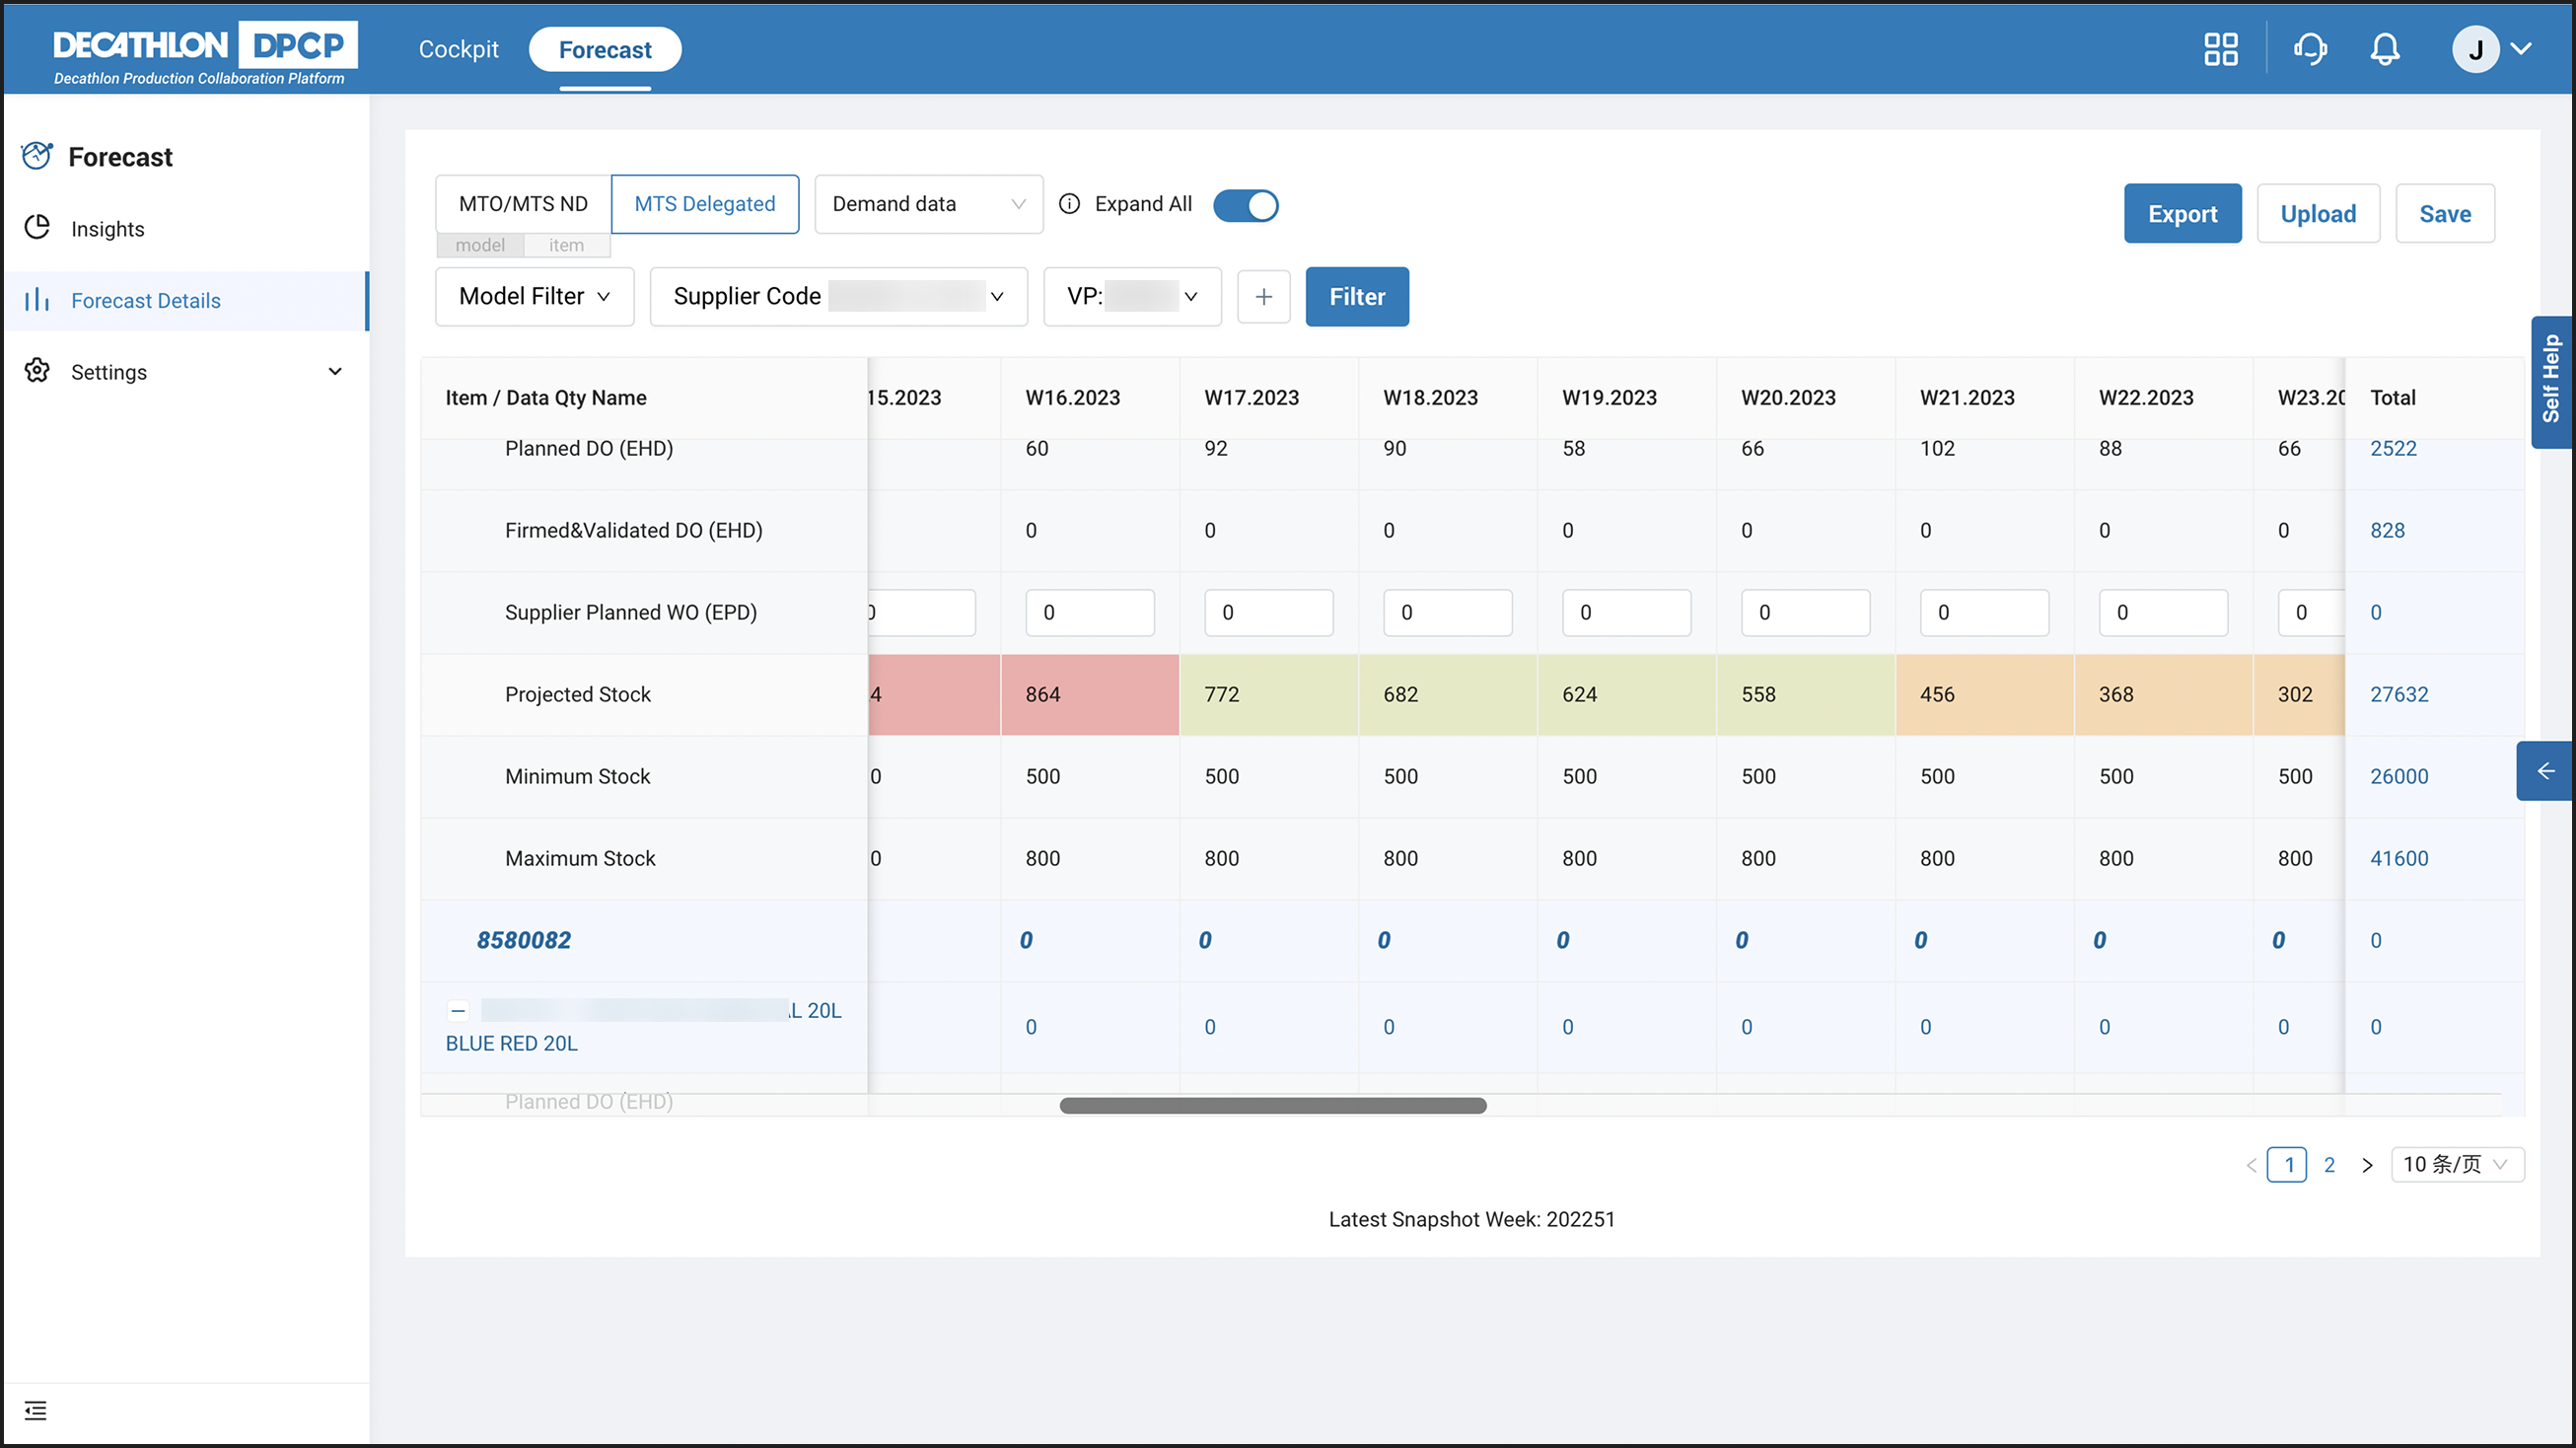 DECATHLON DPCP
Decathlon Production Collaboration Platform
Cockpit
Forecast
J
Forecast
Insights
Forecast Details
Settings
MTO/MTS ND
MTS Delegated
Demand data
Expand All
Export
Upload
Save
model
item
Model Filter
Supplier Code
VP:
Filter
Self Help
Item / Data Qty Name 15.2023 W16.2023 W17.2023 W18.2023 W19.2023 W20.2023 W21.2023 W22.2023 W23.20 Total
Planned DO (EHD) 60 92 90 58 66 102 88 66 2522
Firmed&Validated DO (EHD) 0 0 0 0 0 0 0 0 828
Supplier Planned WO (EPD) 0 0 0 0 0 0 0 0 0 0
Projected Stock 4 864 772 682 624 558 456 368 302 27632
Minimum Stock 0 500 500 500 500 500 500 500 500 26000
Maximum Stock 0 800 800 800 800 800 800 800 800 41600
8580082 0 0 0 0 0 0 0 0 0
L 20L
BLUE RED 20L 0 0 0 0 0 0 0 0 0
Planned DO (EHD)
1 2 10 条/页
Latest Snapshot Week: 202251